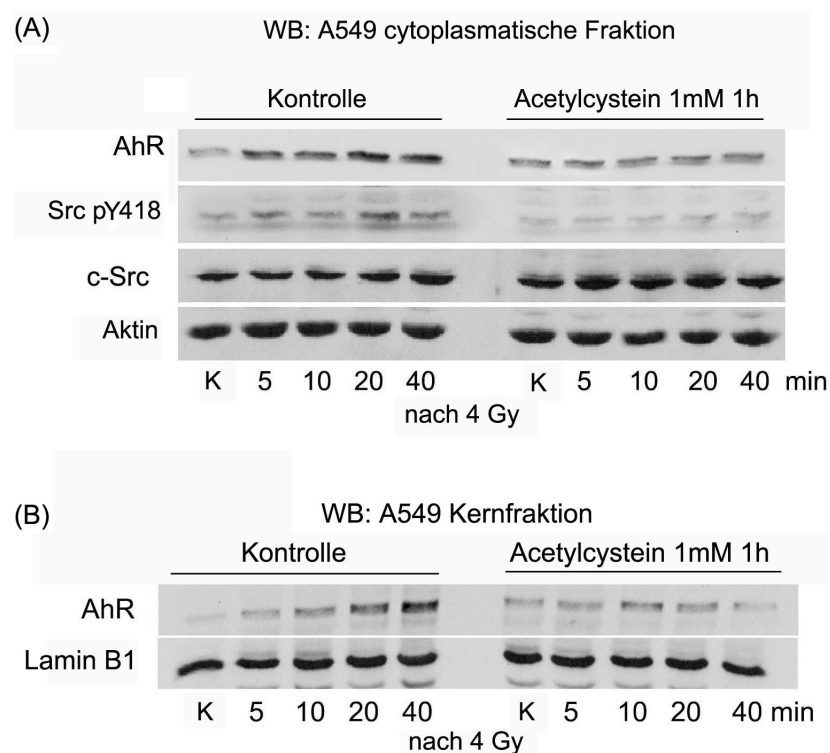 (A) WB: A549 cytoplasmatische Fraktion
Kontrolle Acetylcystein 1mM 1h
AhR
Src pY418
c-Src
Aktin
K 5 10 20 40 K 5 10 20 40 min
nach 4 Gy
(B) WB: A549 Kernfraktion
Kontrolle Acetylcystein 1mM 1h
AhR
Lamin B1
K 5 10 20 40 K 5 10 20 40 min
nach 4 Gy